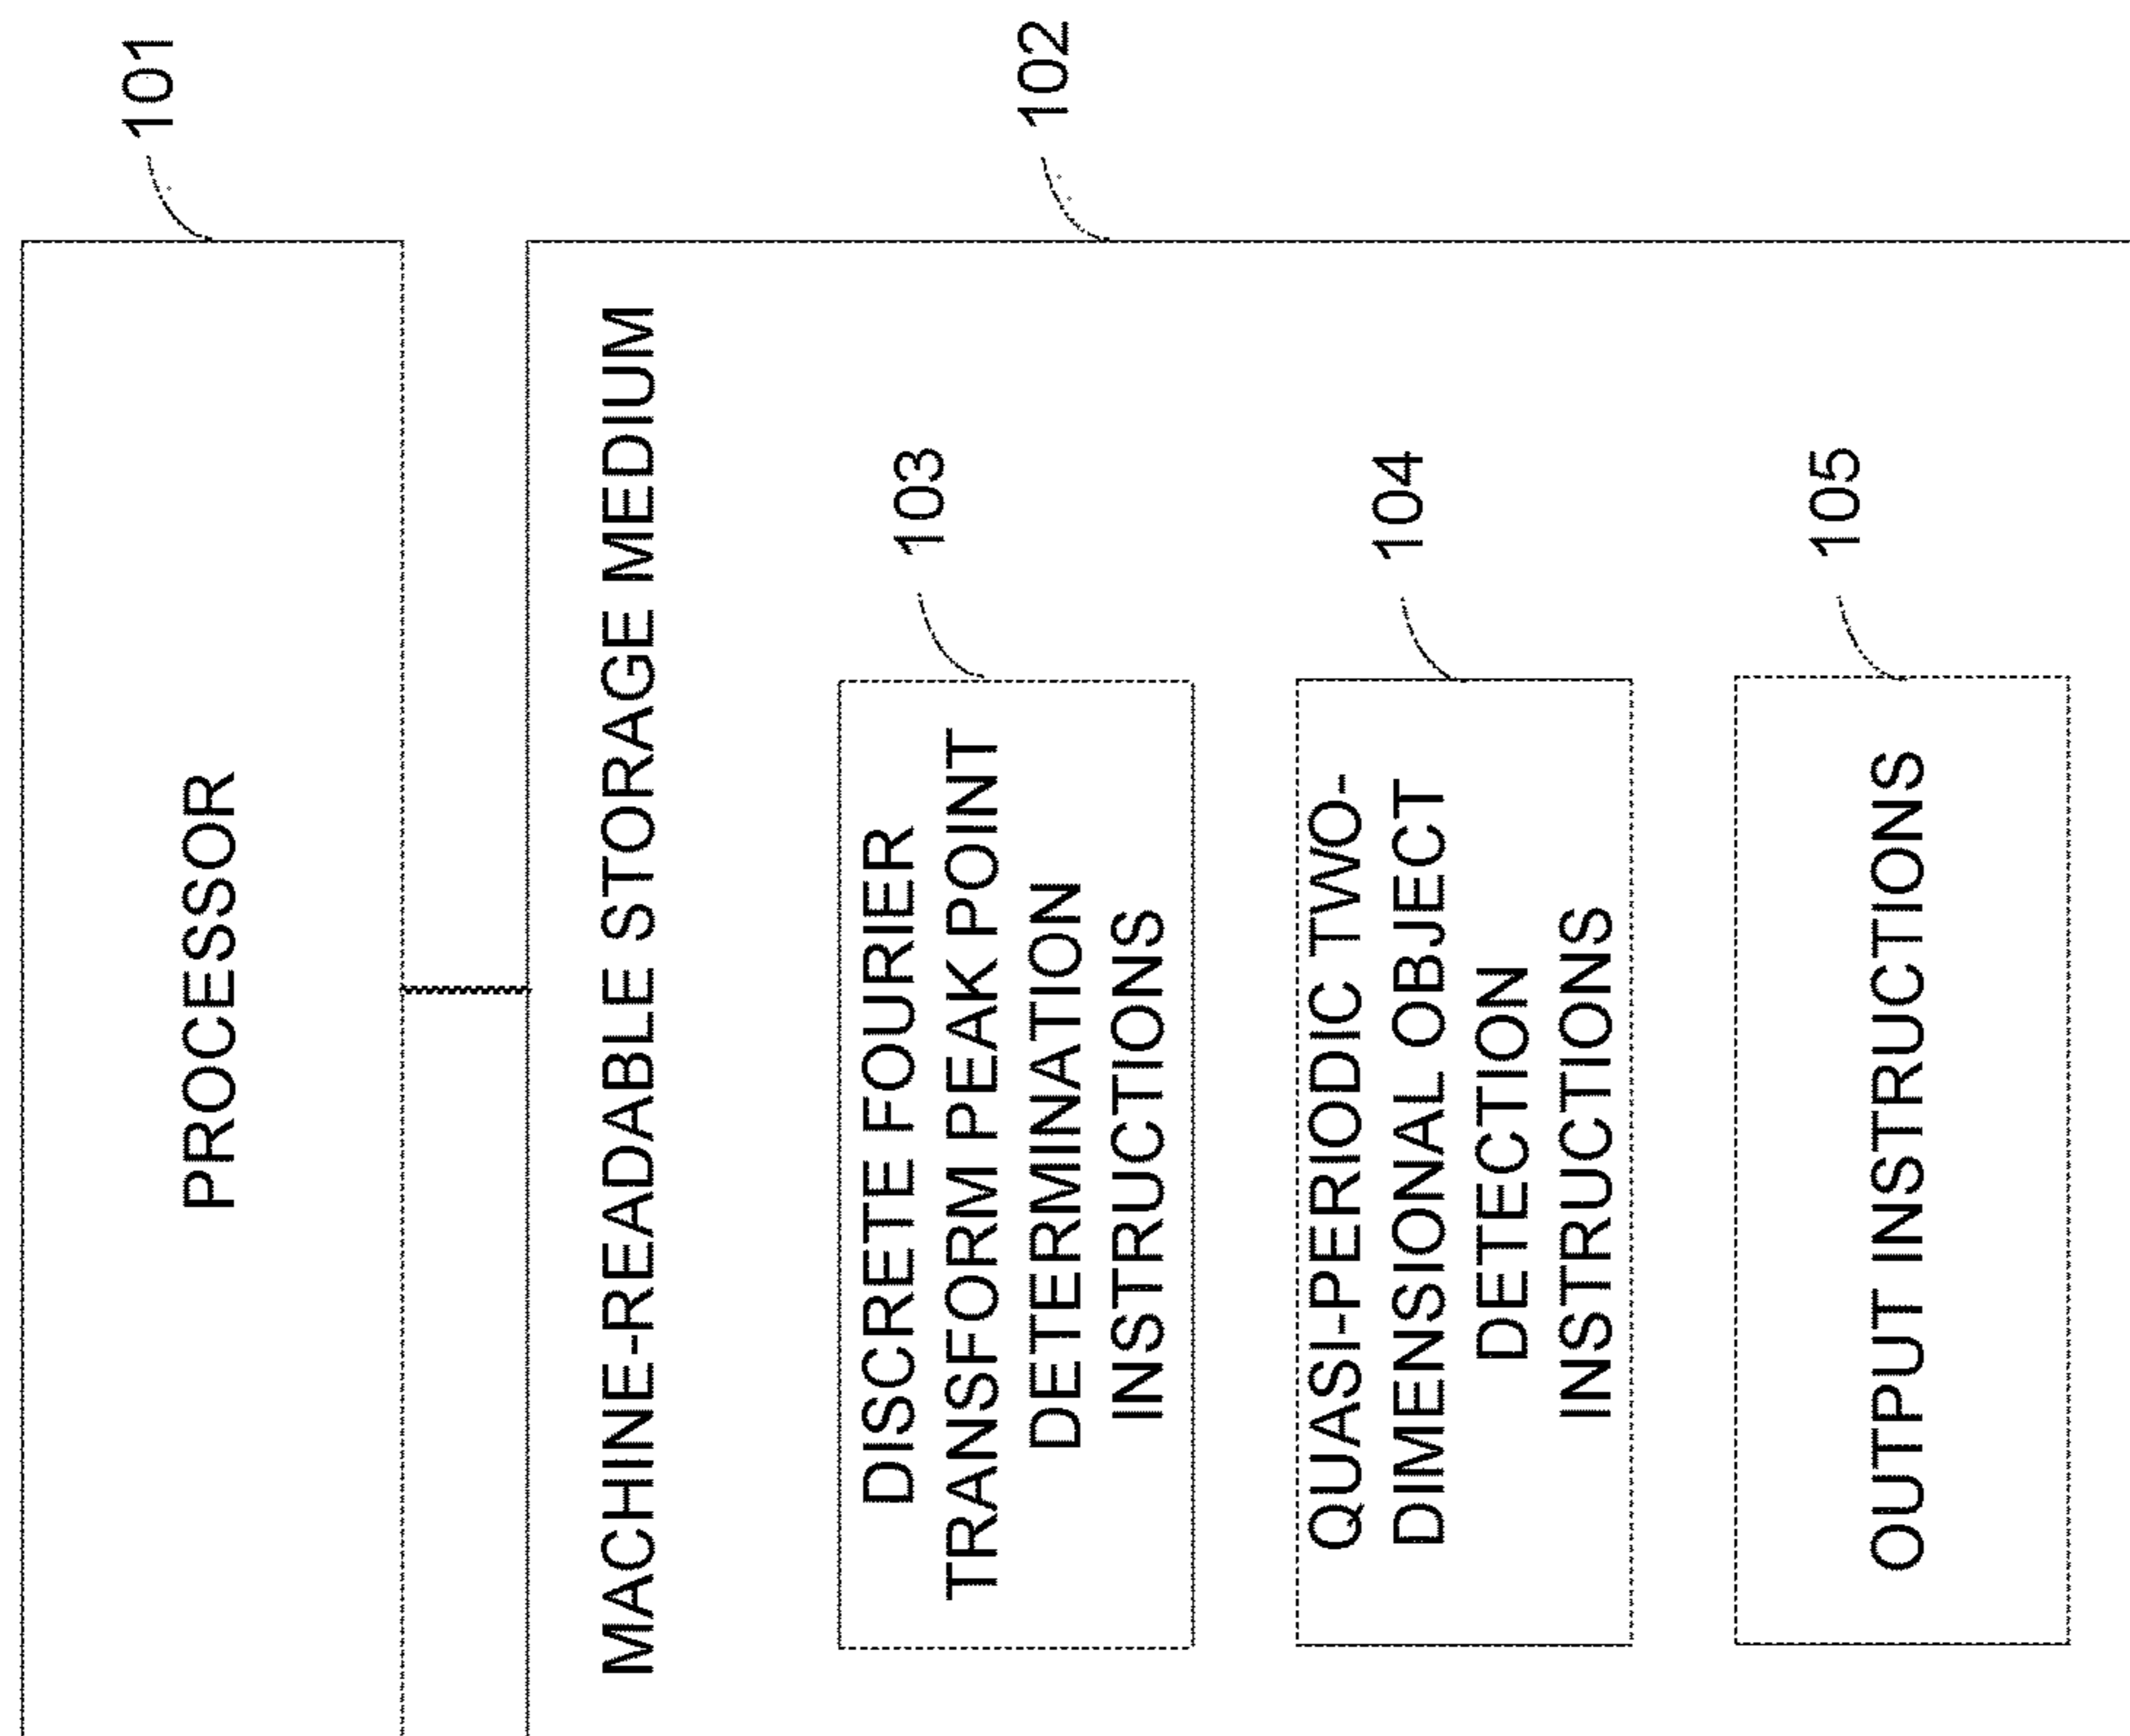 101
PROCESSOR
102
MACHINE-READABLE STORAGE MEDIUM
103
DISCRETE FOURIER
TRANSFORM PEAK POINT
DETERMINATION
INSTRUCTIONS
104
QUASI-PERIODIC TWO-
DIMENSIONAL OBJECT
DETECTION
INSTRUCTIONS
105
OUTPUT INSTRUCTIONS